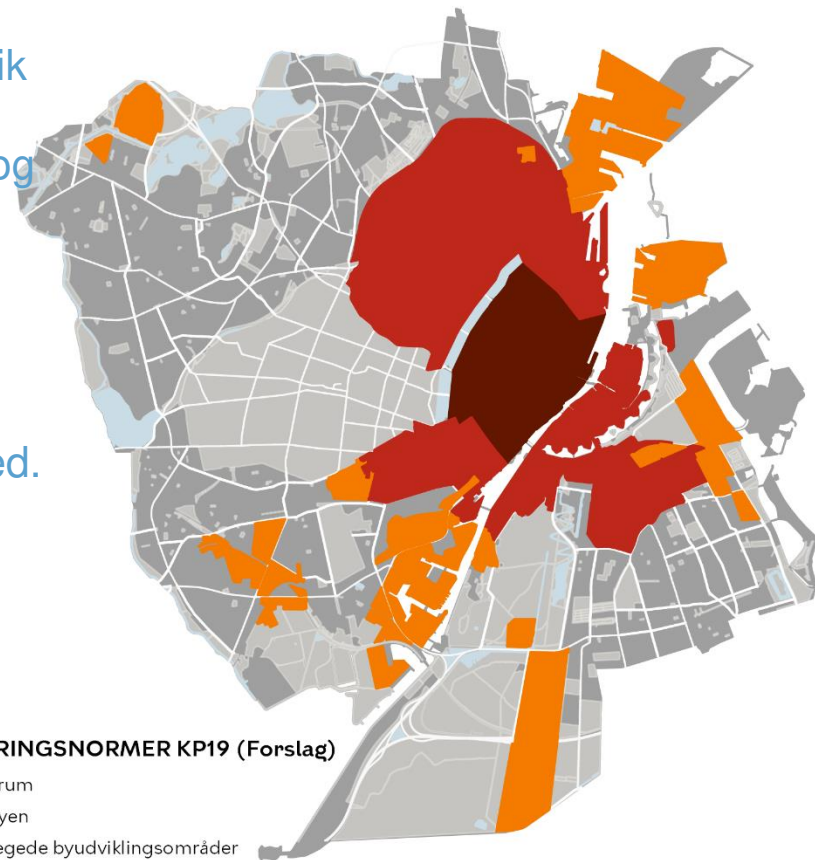 ik
og
ed.
RINGSNORMER KP19 (Forslag)
rum
yen
egede byudviklingsområder